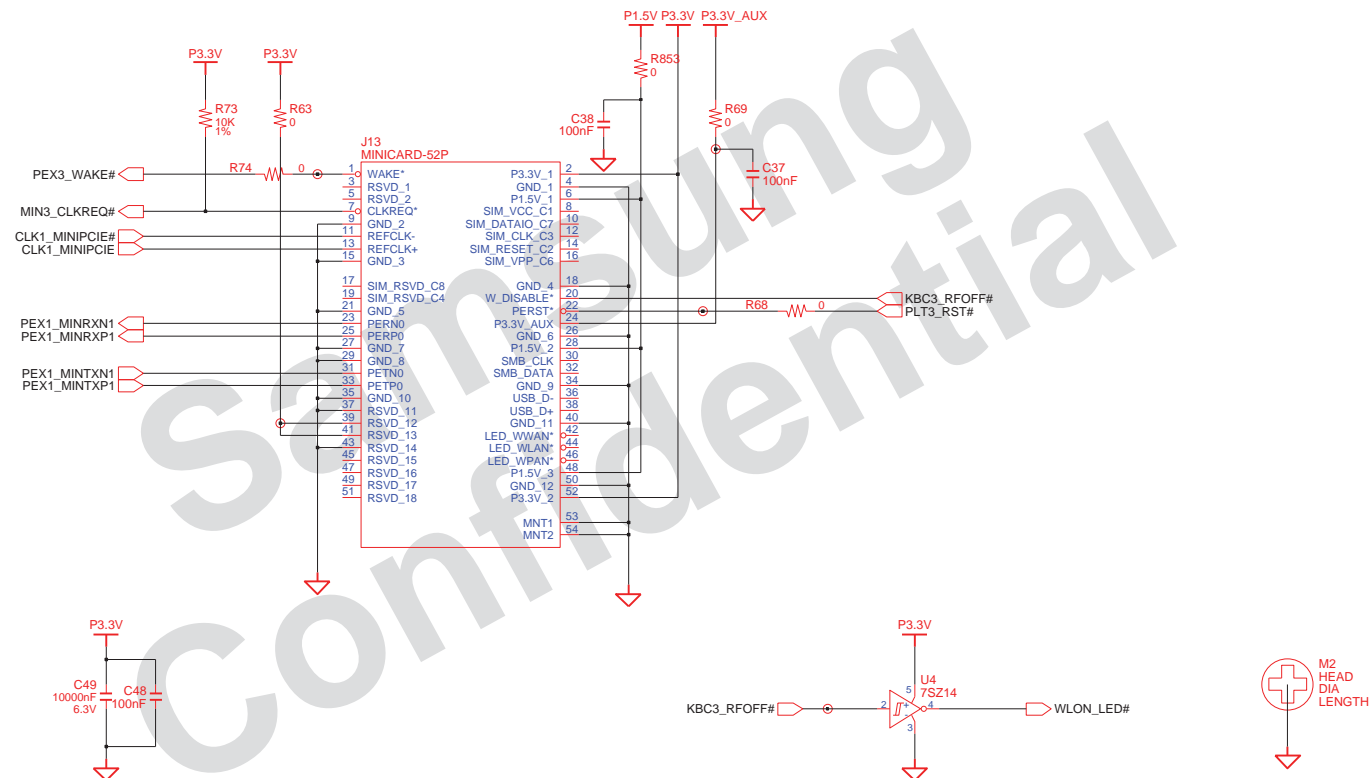 P1.5V P3.3V P3.3V_AUX
P3.3V P3.3V
R853
0
R73
10K
1%
R63
0
C38
100nF
R69
0
J13
MINICARD-52P
C37
100nF
PEX3_WAKE#
R74 0
MIN3_CLKREQ#
CLK1_MINIPCIE#
CLK1_MINIPCIE
PEX1_MINRXN1
PEX1_MINRXP1
PEX1_MINTXN1
PEX1_MINTXP1
1 WAKE* P3.3V_1 2
3 RSVD_1 GND_1 4
5 RSVD_2 P1.5V_1 6
7 CLKREQ* SIM_VCC_C1 8
9 GND_2 SIM_DATAIO_C7 10
11 REFCLK- SIM_CLK_C3 12
13 REFCLK+ SIM_RESET_C2 14
15 GND_3 SIM_VPP_C6 16
17 SIM_RSVD_C8 GND_4 18
19 SIM_RSVD_C4 W_DISABLE* 20
21 GND_5 PERST* 22
23 PERN0 P3.3V_AUX 24
25 PERP0 GND_6 26
27 GND_7 P1.5V_2 28
29 GND_8 SMB_CLK 30
31 PETN0 SMB_DATA 32
33 PETP0 GND_9 34
35 GND_10 USB_D- 36
37 RSVD_11 USB_D+ 38
39 RSVD_12 GND_11 40
41 RSVD_13 LED_WWAN* 42
43 RSVD_14 LED_WLAN* 44
45 RSVD_15 LED_WPAN* 46
47 RSVD_16 P1.5V_3 48
49 RSVD_17 GND_12 50
51 RSVD_18 P3.3V_2 52
MNT1 53
MNT2 54
KBC3_RFOFF#
R68 0
PLT3_RST#
Samsung
Confidential
P3.3V
C49
10000nF
6.3V
C48
100nF
P3.3V
U4
7SZ14
KBC3_RFOFF#
2
5
+
-
4
3
WLON_LED#
M2
HEAD
DIA
LENGTH